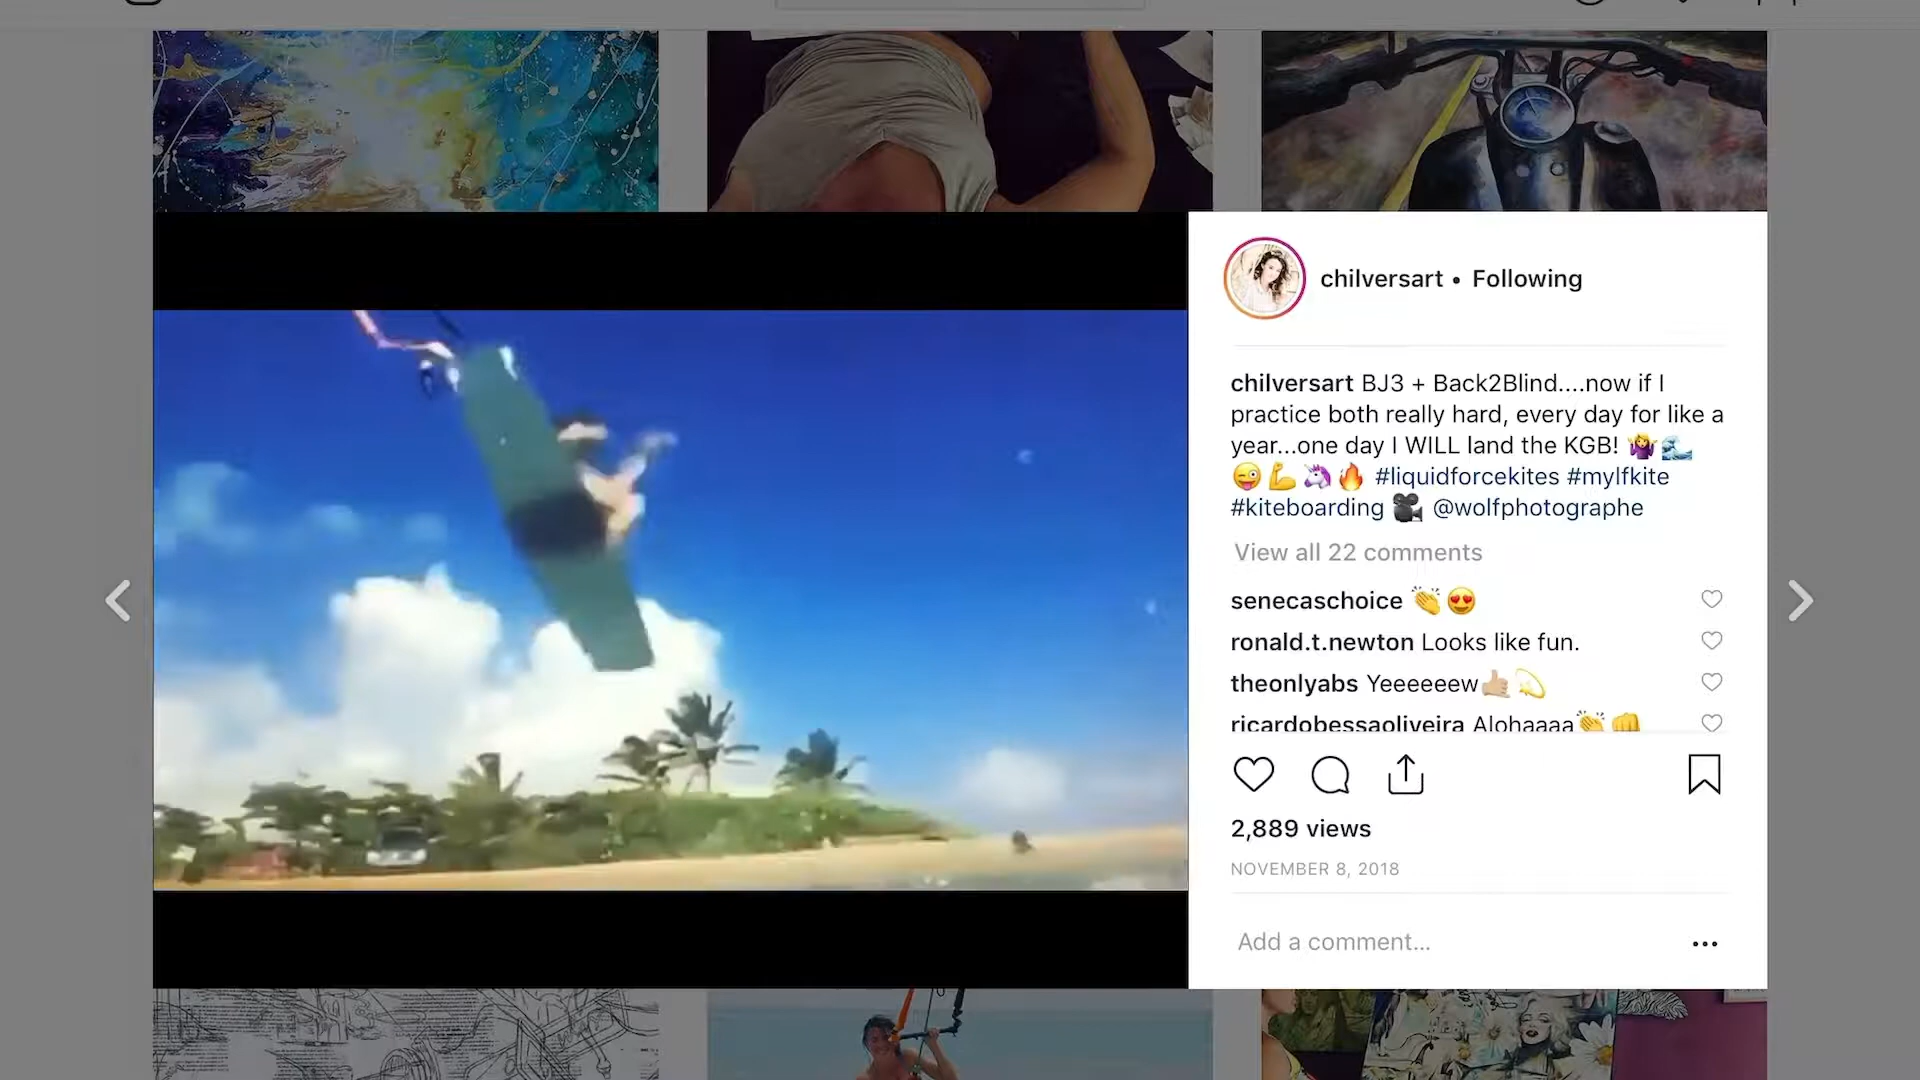 chilversart • Following
chilversart BJ3 + Back2Blind....now if I
practice both really hard, every day for like a
year...one day I WILL land the KGB! 🤷‍♀️🌊
😜💪🦄🔥 #liquidforcekites #mylfkite
#kiteboarding 🎥 @wolfphotographe
View all 22 comments
senecaschoice 👏😍
ronald.t.newton Looks like fun.
theonlyabs Yeeeeeew🤙🏼💫
ricardobessaoliveira Alohaaaa👏👊
2,889 views
NOVEMBER 8, 2018
Add a comment...